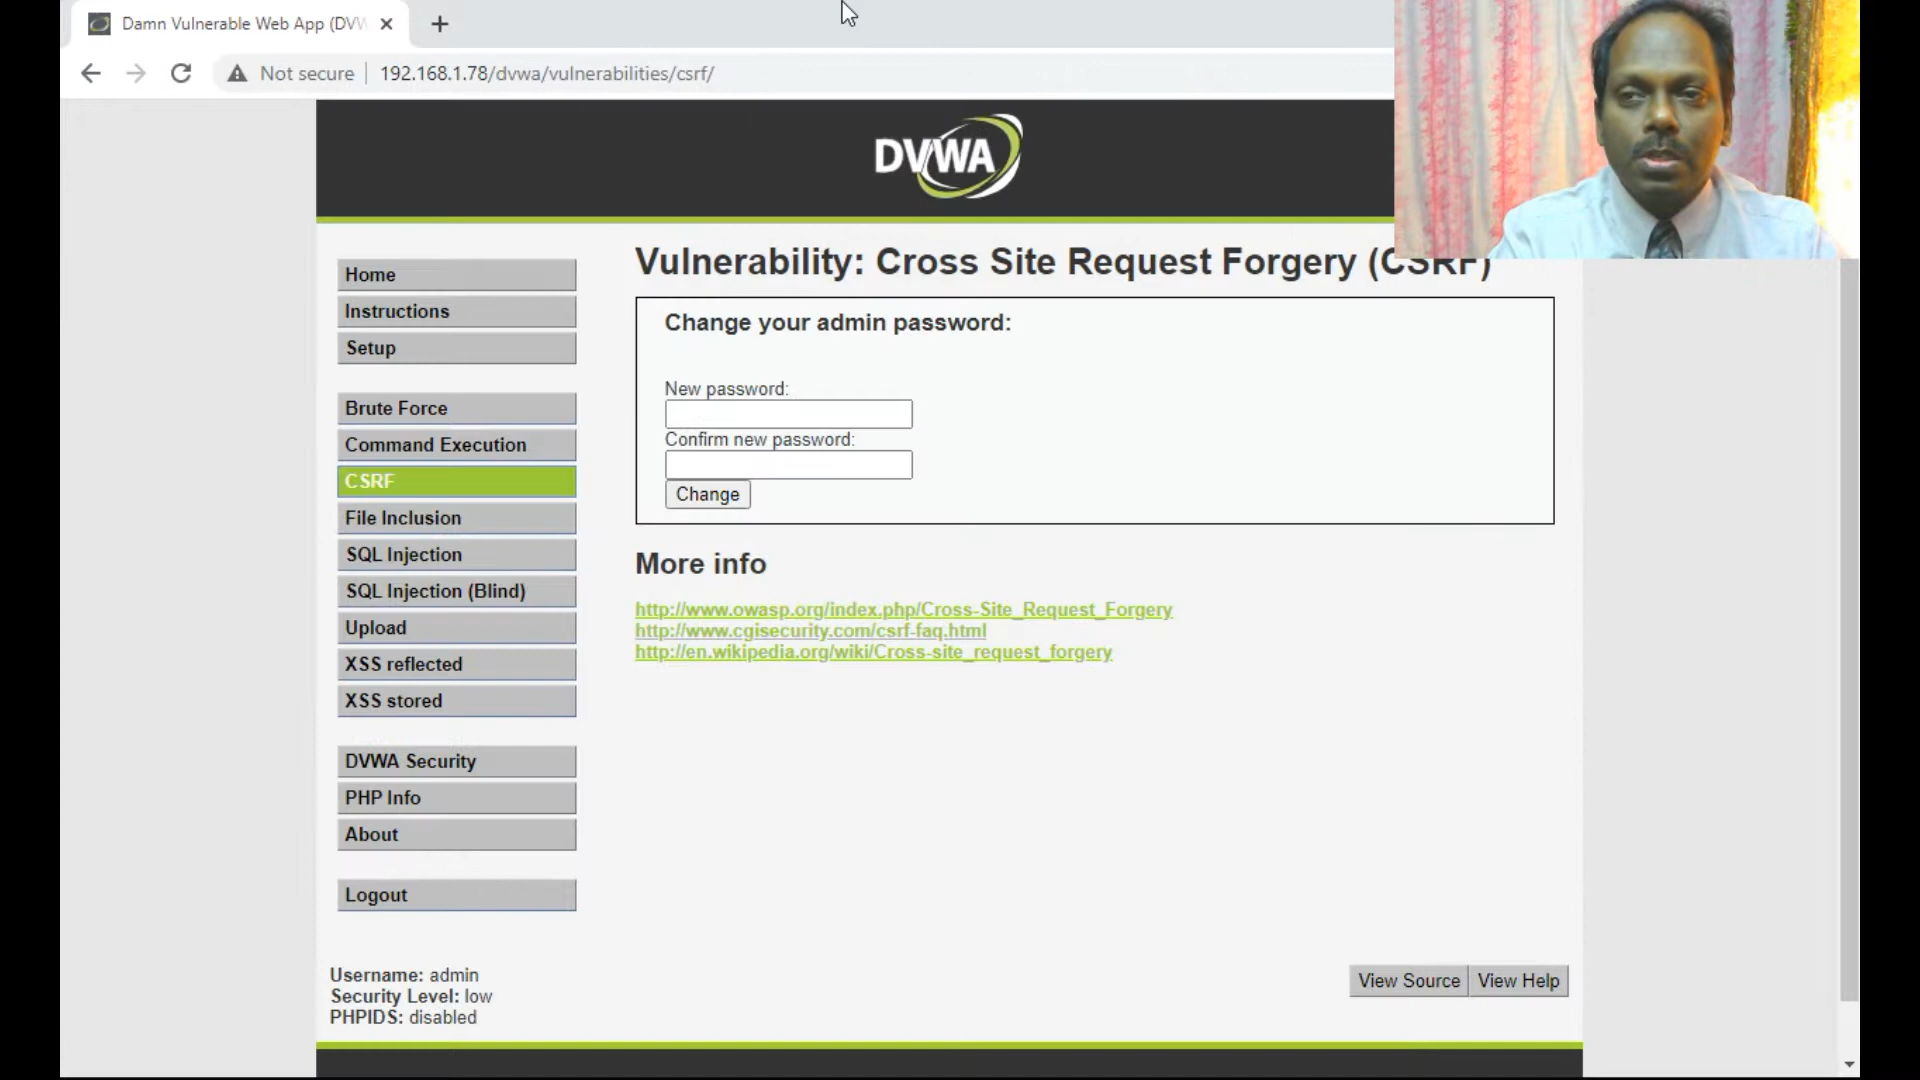 Damn Vulnerable Web App (DVW
Not secure
192.168.1.78/dvwa/vulnerabilities/csrf/
DVWA
Home
Instructions
Setup
Brute Force
Command Execution
CSRF
File Inclusion
SQL Injection
SQL Injection (Blind)
Upload
XSS reflected
XSS stored
DVWA Security
PHP Info
About
Logout
Vulnerability: Cross Site Request Forgery (CSRF)
Change your admin password:
New password:
Confirm new password:
Change
More info
http://www.owasp.org/index.php/Cross-Site_Request_Forgery
http://www.cgisecurity.com/csrf-faq.html
http://en.wikipedia.org/wiki/Cross-site_request_forgery
Username: admin
Security Level: low
PHPIDS: disabled
View Source
View Help